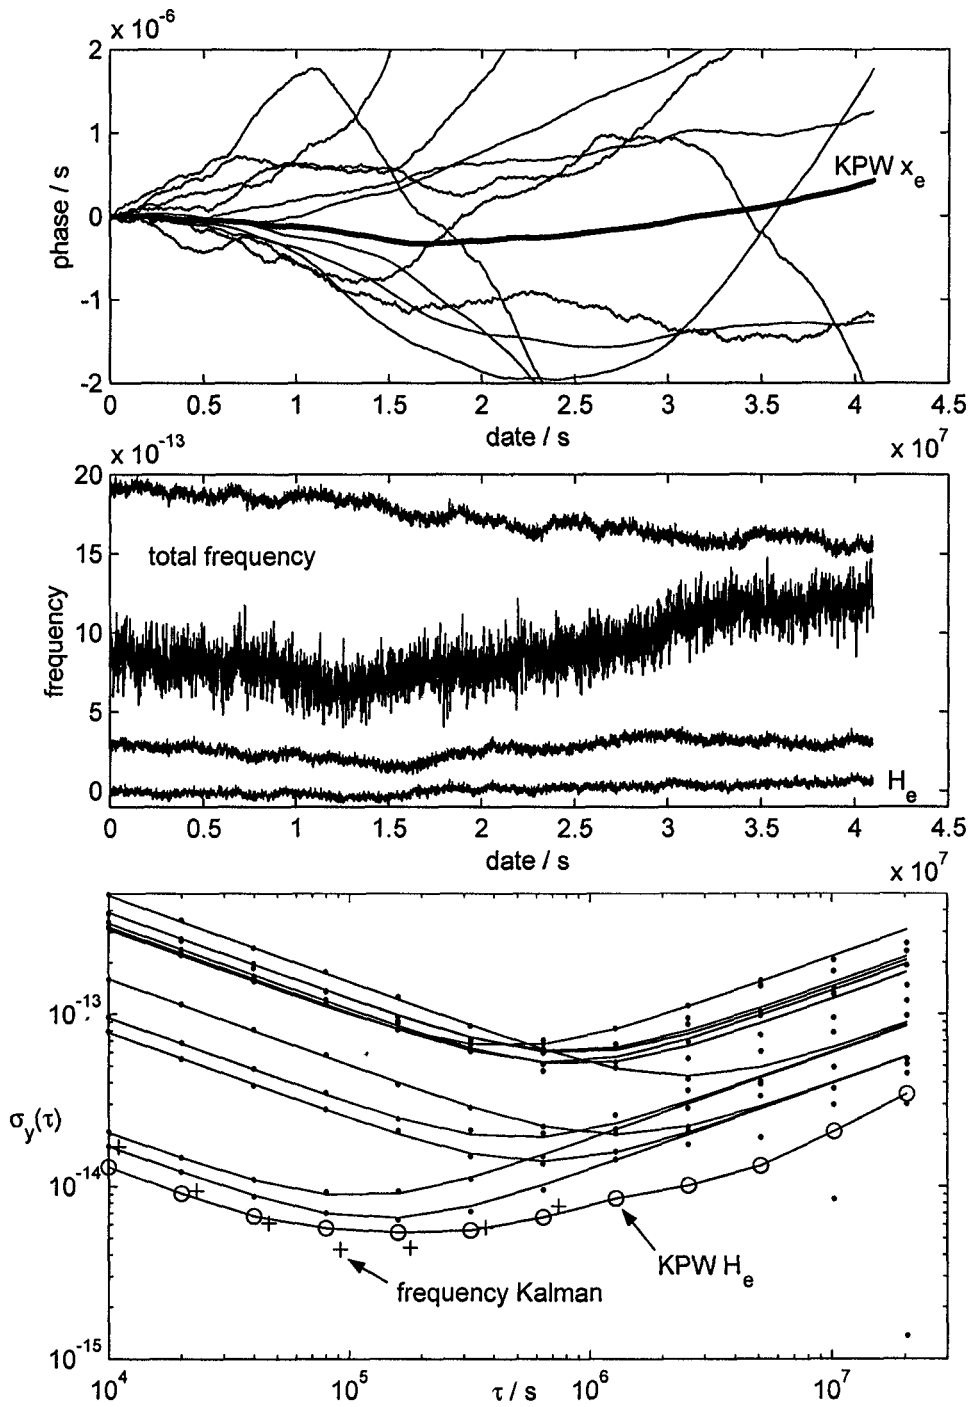 x 10^-6
2
1
0
-1
-2
phase / s
KPW x_e
0 0.5 1 1.5 2 2.5 3 3.5 4 4.5
date / s
x 10^7
x 10^-13
20
15
10
5
0
frequency
total frequency
H_e
0 0.5 1 1.5 2 2.5 3 3.5 4 4.5
date / s
x 10^7
10^-13
σ_y(τ)
10^-14
10^-15
KPW H_e
frequency Kalman
10^4 10^5 τ / s 10^6 10^7